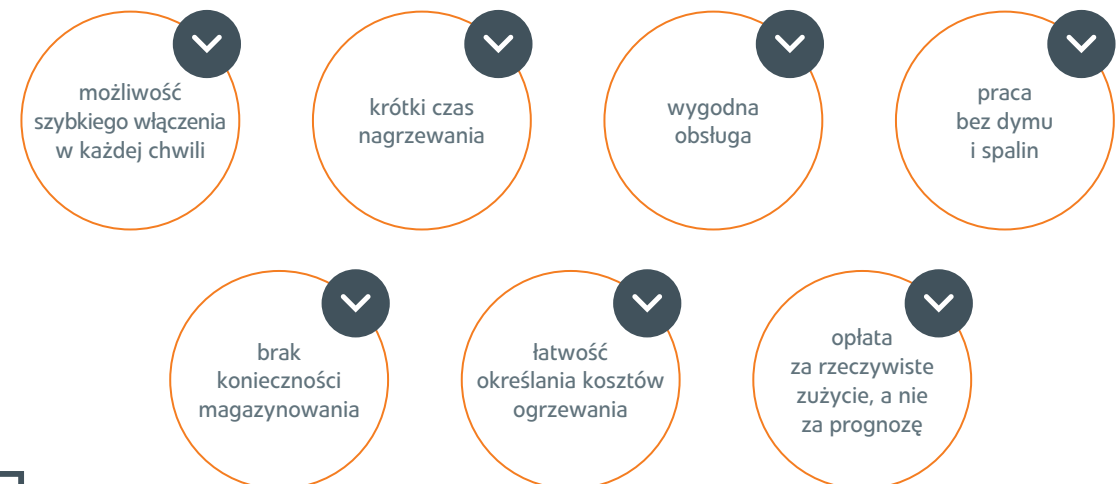 możliwość
szybkiego włączenia
w każdej chwili
krótki czas
nagrzewania
wygodna
obsługa
praca
bez dymu
i spalin
brak
konieczności
magazynowania
łatwość
określania kosztów
ogrzewania
opłata
za rzeczywiste
zużycie, a nie
za prognozę